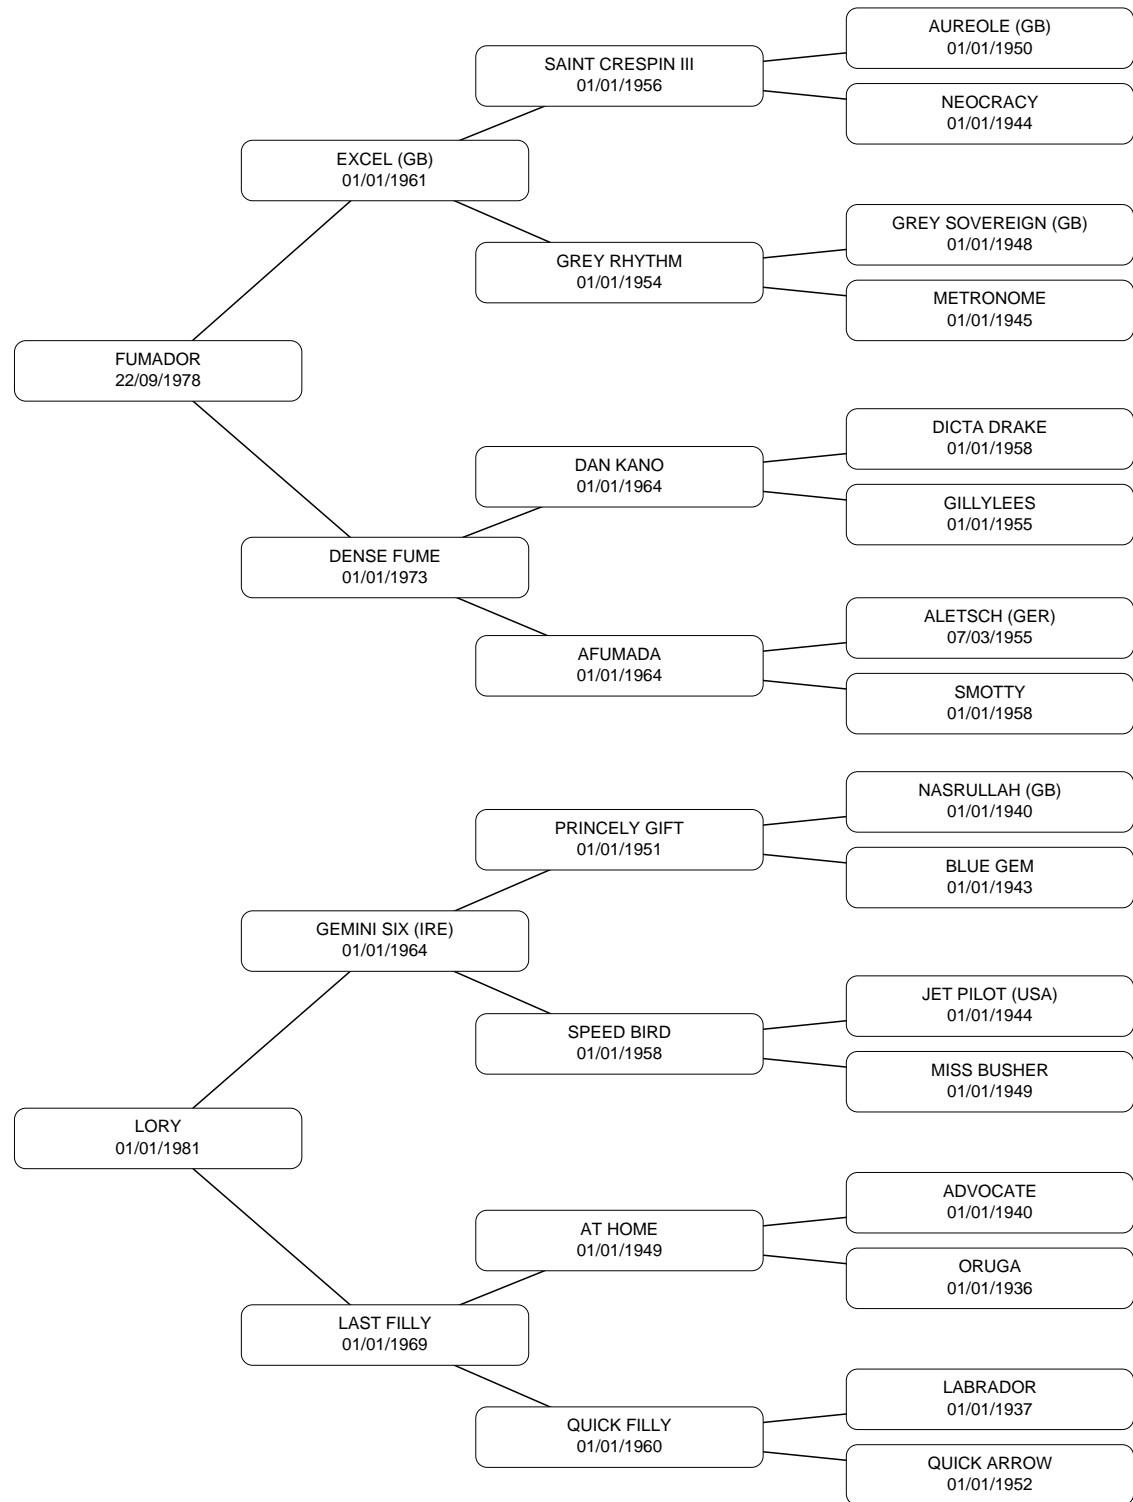 AUREOLE (GB)
01/01/1950
SAINT CRESPIN III
01/01/1956
NEOCRACY
01/01/1944
EXCEL (GB)
01/01/1961
GREY SOVEREIGN (GB)
01/01/1948
GREY RHYTHM
01/01/1954
METRONOME
01/01/1945
FUMADOR
22/09/1978
DICTA DRAKE
01/01/1958
DAN KANO
01/01/1964
GILLYLEES
01/01/1955
DENSE FUME
01/01/1973
ALETSCH (GER)
07/03/1955
AFUMADA
01/01/1964
SMOTTY
01/01/1958
NASRULLAH (GB)
01/01/1940
PRINCELY GIFT
01/01/1951
BLUE GEM
01/01/1943
GEMINI SIX (IRE)
01/01/1964
JET PILOT (USA)
01/01/1944
SPEED BIRD
01/01/1958
MISS BUSHER
01/01/1949
LORY
01/01/1981
ADVOCATE
01/01/1940
AT HOME
01/01/1949
ORUGA
01/01/1936
LAST FILLY
01/01/1969
LABRADOR
01/01/1937
QUICK FILLY
01/01/1960
QUICK ARROW
01/01/1952